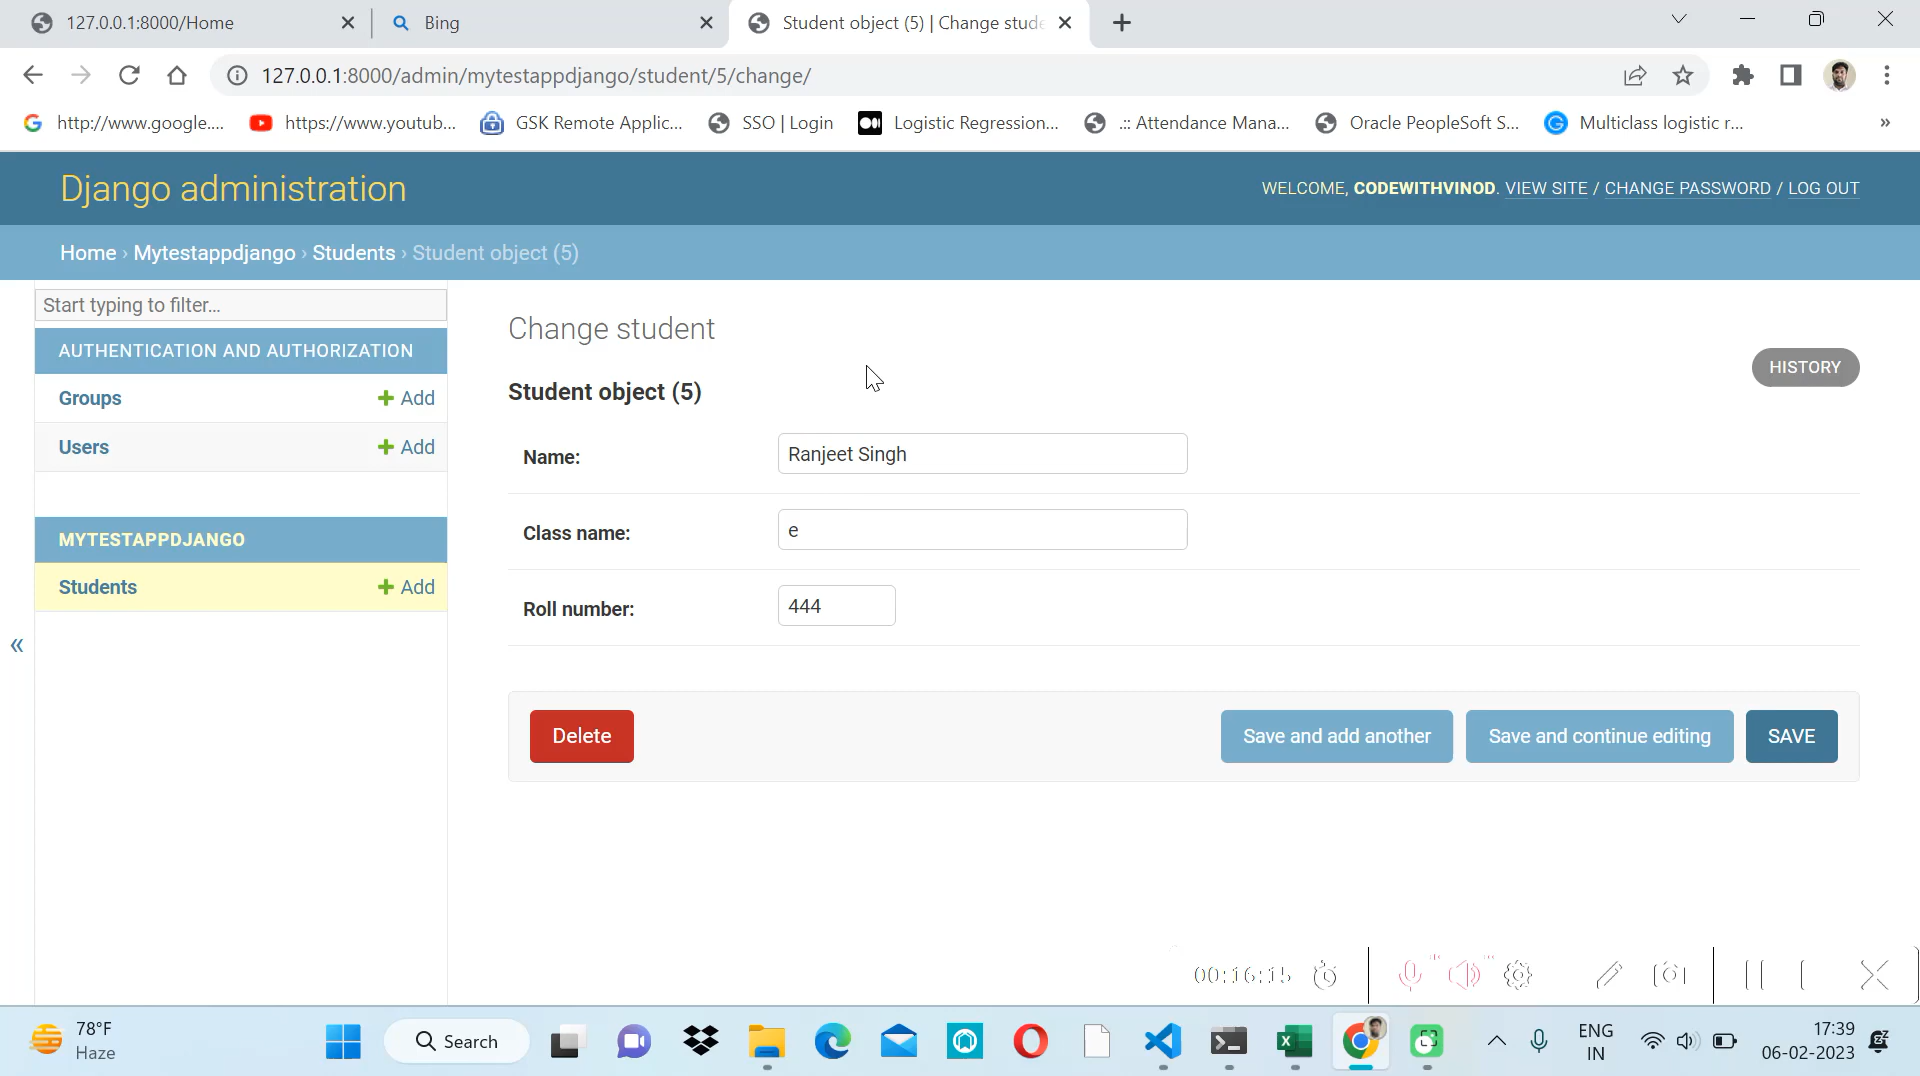 127.0.0.1:8000/Home
Bing
Student object (5) | Change stude
127.0.0.1:8000/admin/mytestappdjango/student/5/change/
http://www.google....
https://www.youtub...
GSK Remote Applic...
SSO | Login
Logistic Regression...
.:: Attendance Mana...
Oracle PeopleSoft S...
Multiclass logistic r...
»
Django administration
WELCOME, CODEWITHVINOD. VIEW SITE / CHANGE PASSWORD / LOG OUT
Home › Mytestappdjango › Students › Student object (5)
Start typing to filter...
AUTHENTICATION AND AUTHORIZATION
Groups + Add
Users + Add
MYTESTAPPDJANGO
Students + Add
«
Change student
HISTORY
Student object (5)
Name: Ranjeet Singh
Class name: e
Roll number: 444
Delete
Save and add another
Save and continue editing
SAVE
00:16:15
78°F
Haze
Search
ENG
IN
17:39
06-02-2023